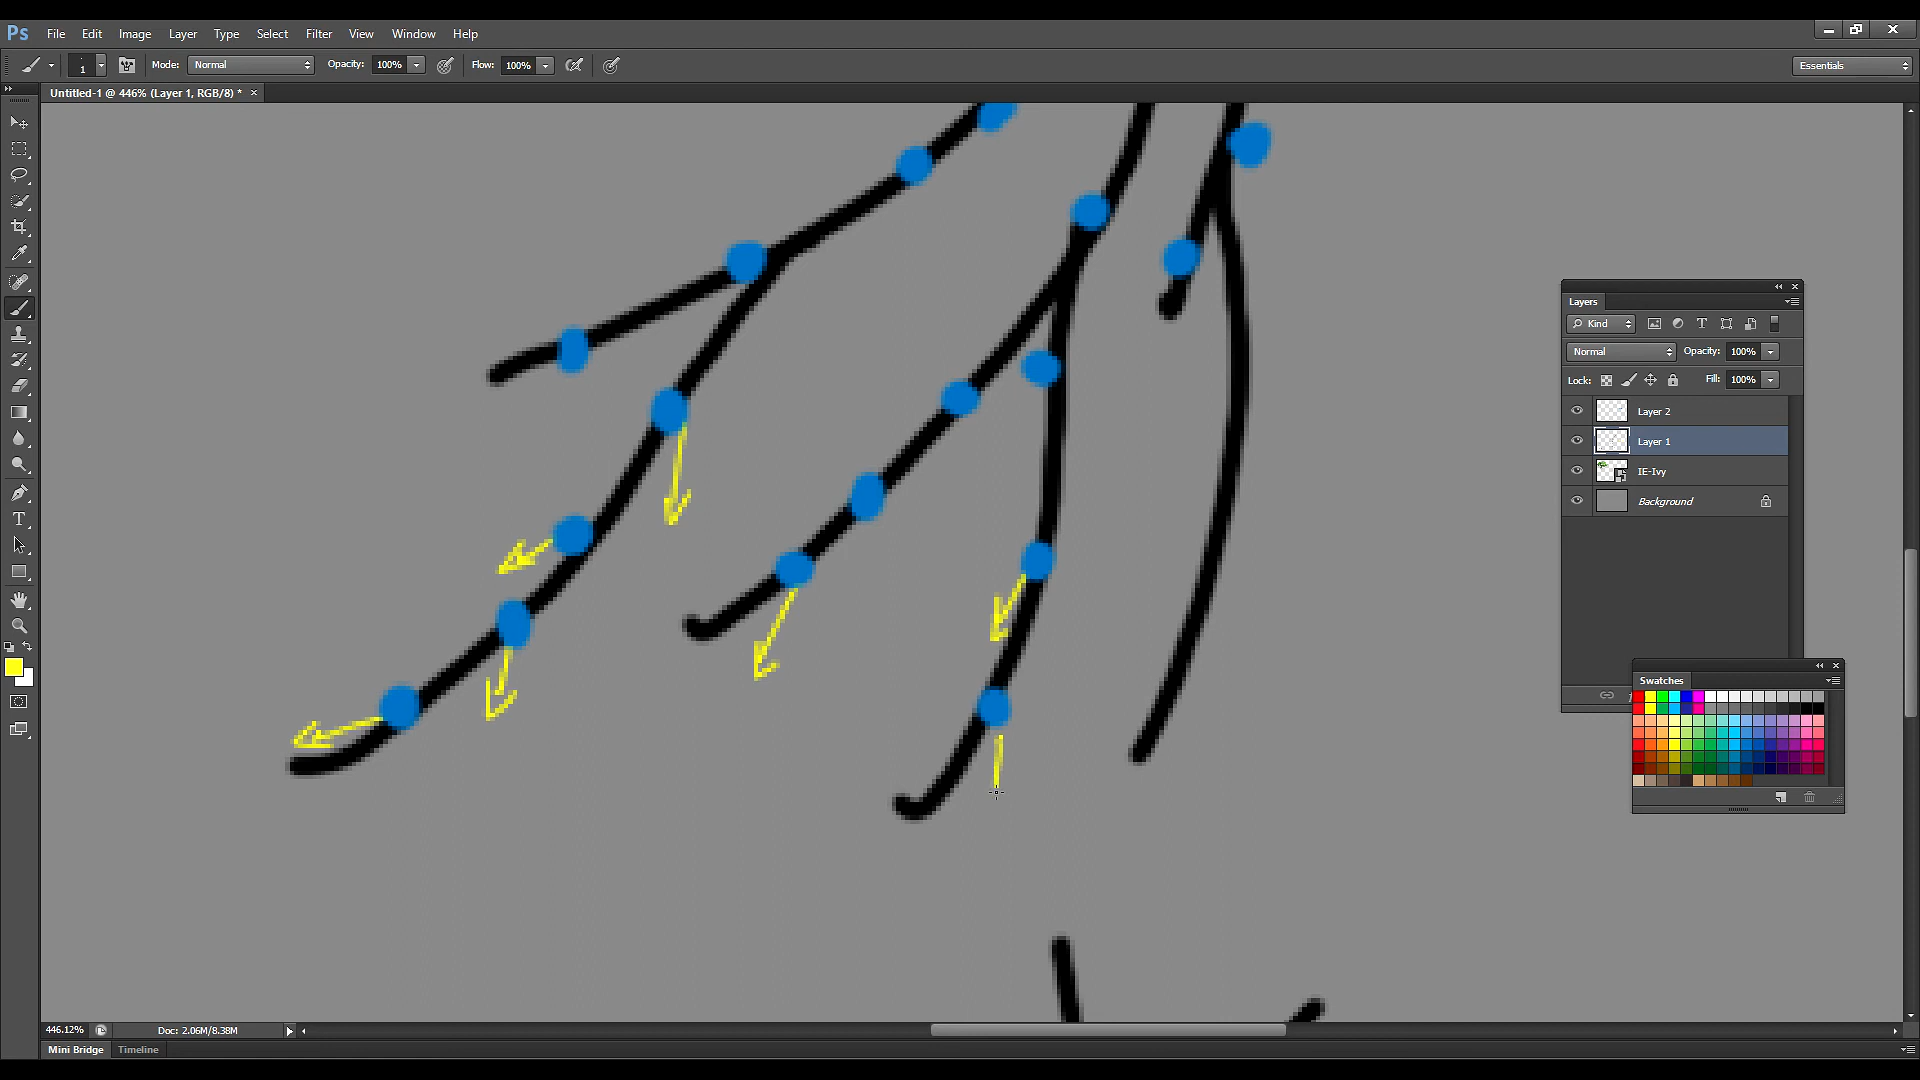 Ps File Edit Image Layer Type Select Filter View Window Help
1 Mode: Normal Opacity: 100% Flow: 100% Essentials
Untitled-1 @ 446% (Layer 1, RGB/8) * ×
Layers
Kind
Normal Opacity: 100%
Lock: Fill: 100%
Layer 2
Layer 1
IE-Ivy
Background
Swatches
446.12% Doc: 2.06M/8.38M
Mini Bridge Timeline